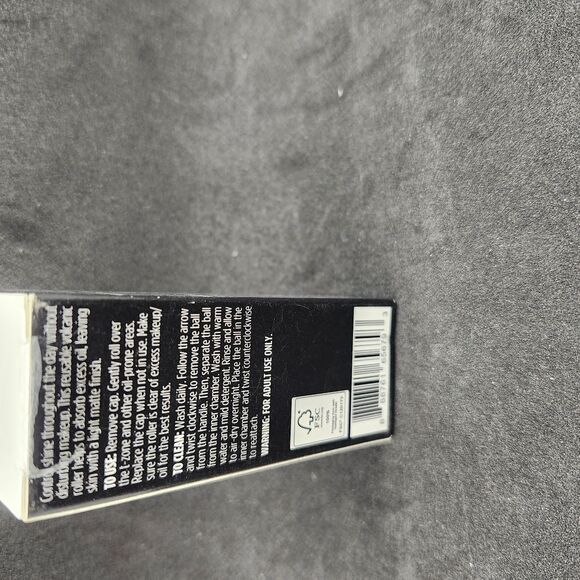 Control shine throughout the day without
disturbing makeup. This reusable volcanic
roller helps to absorb excess oil, leaving
skin with a light matte finish.
TO USE: Remove cap. Gently roll over
the t-zone and other oil-prone areas.
Replace the cap when not in use. Make
sure the roller is clear of excess makeup/
oil for the best results.
TO CLEAN: Wash daily. Follow the arrow
and twist clockwise to remove the ball
from the handle. Then, separate the ball
from the inner chamber. Wash with warm
water and mild detergent. Rinse and allow
to air-dry overnight. Place the ball in the
inner chamber and twist counterclockwise
to reattach.
WARNING: FOR ADULT USE ONLY.
FSC
100%